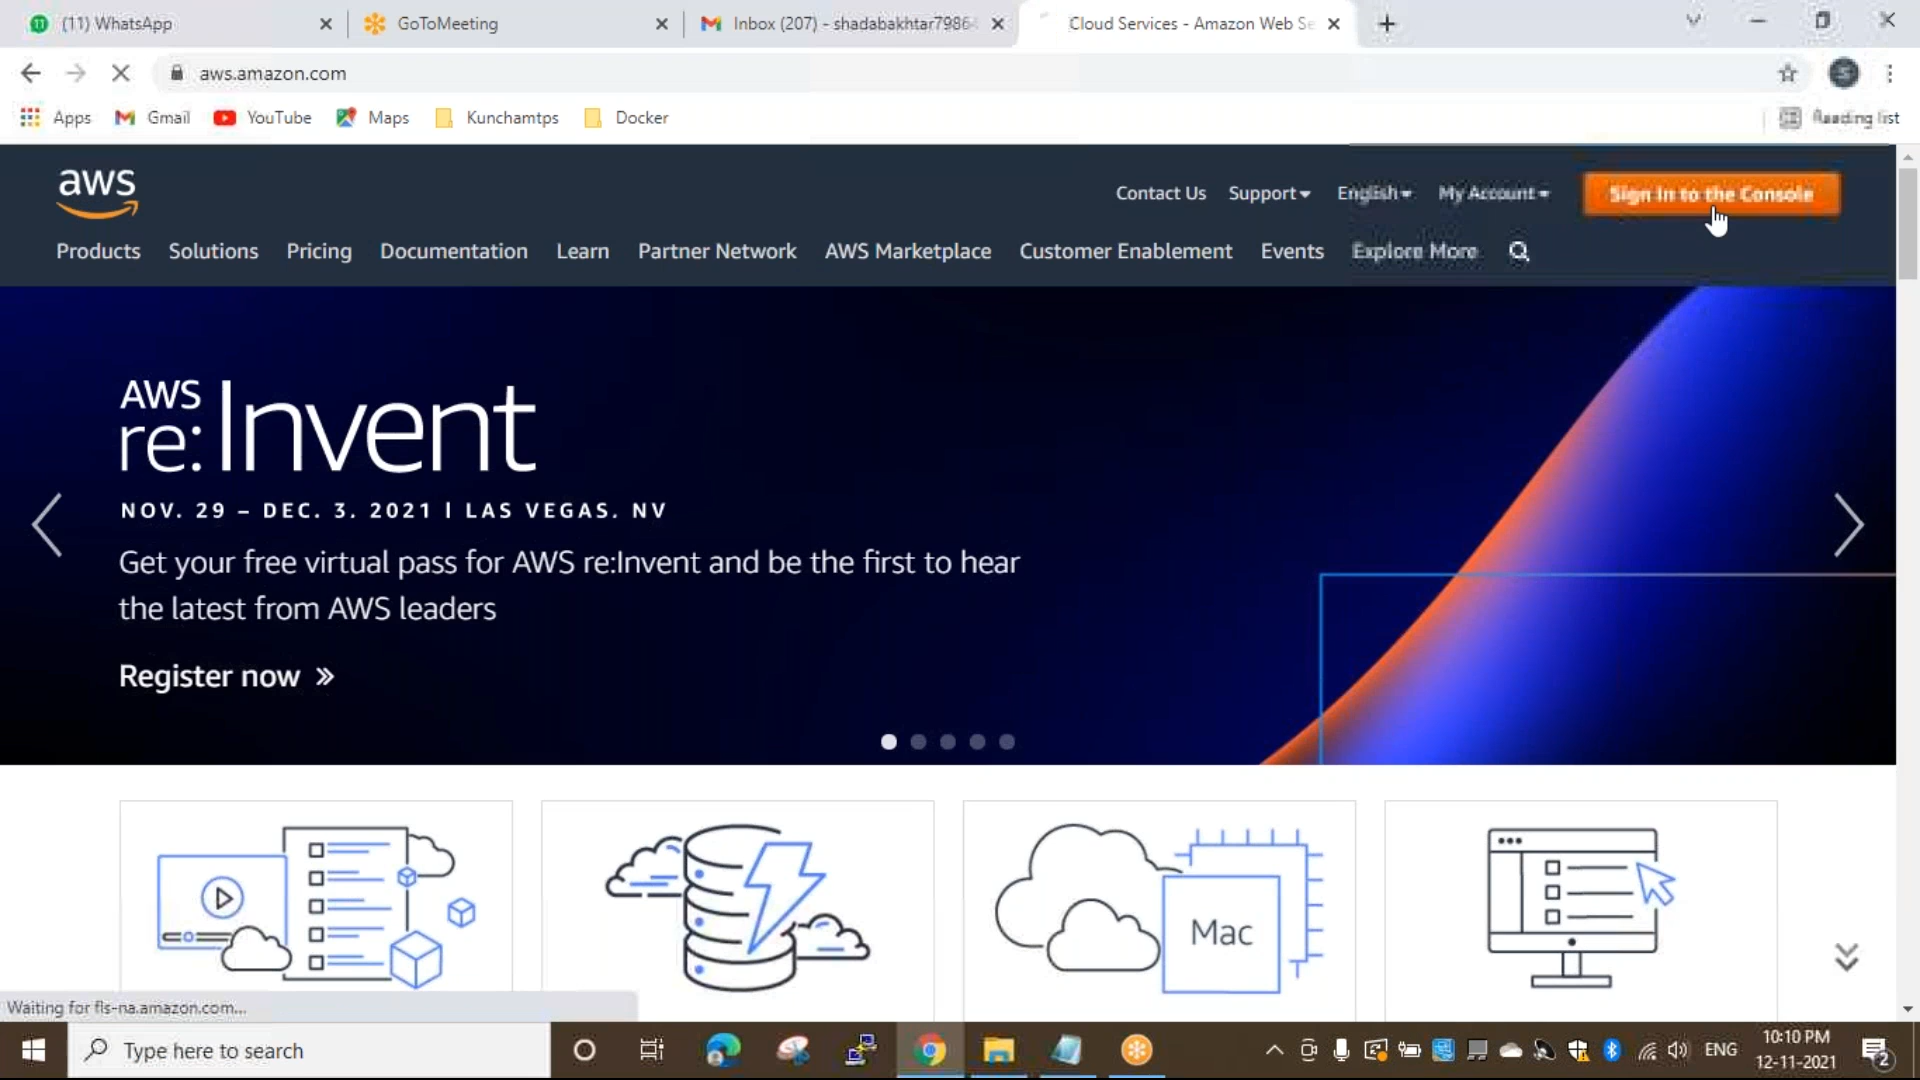 (11) WhatsApp
GoToMeeting
Inbox (207) - shadabakhtar7986
Cloud Services - Amazon Web Se
aws.amazon.com
Apps
Gmail
YouTube
Maps
Kunchamtps
Docker
Reading list
aws
Contact Us
Support
English
My Account
Sign In to the Console
Products
Solutions
Pricing
Documentation
Learn
Partner Network
AWS Marketplace
Customer Enablement
Events
Explore More
AWS
re:Invent
NOV. 29 – DEC. 3, 2021 | LAS VEGAS, NV
Get your free virtual pass for AWS re:Invent and be the first to hear
the latest from AWS leaders
Register now »
Mac
Waiting for fls-na.amazon.com...
Type here to search
ENG
10:10 PM
12-11-2021
2